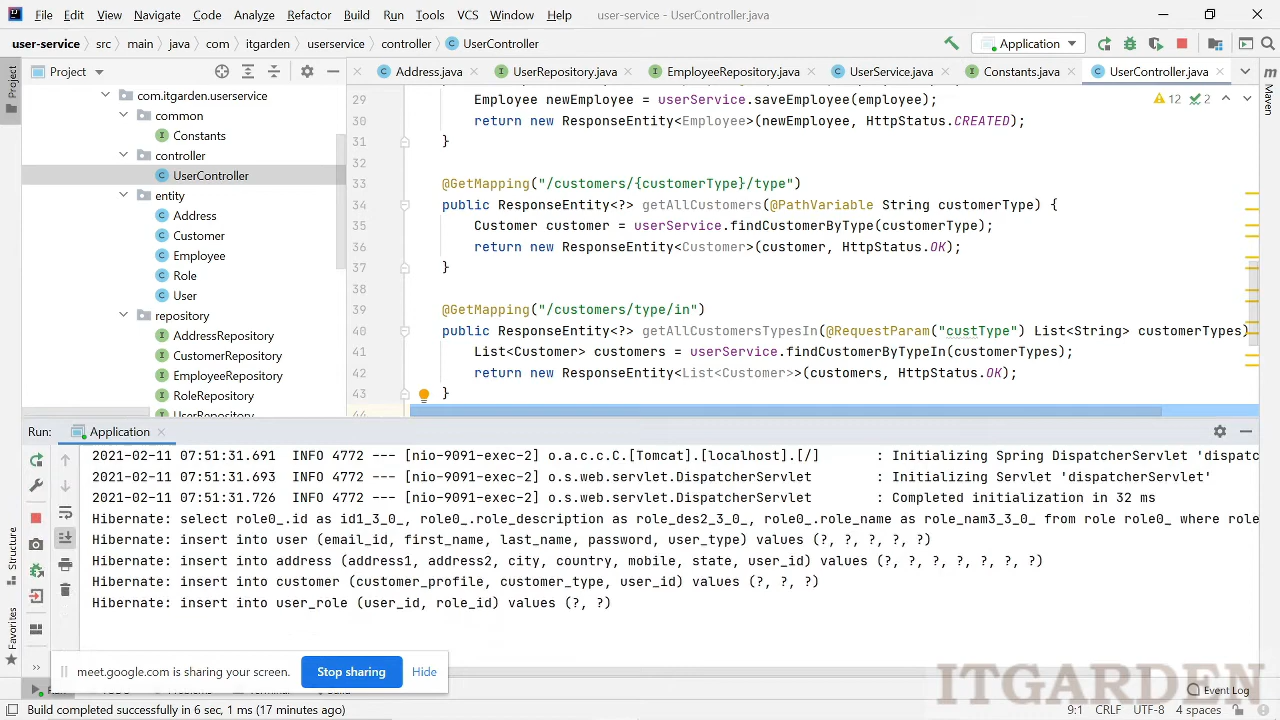 File Edit View Navigate Code Analyze Refactor Build Run Tools VCS Window Help user-service - UserController.java
user-service src main java com itgarden userservice controller UserController Application
Project Address.java UserRepository.java EmployeeRepository.java UserService.java Constants.java UserController.java
Project
Maven
com.itgarden.userservice
common
Constants
controller
UserController
entity
Address
Customer
Employee
Role
User
repository
AddressRepository
CustomerRepository
EmployeeRepository
RoleRepository
UserRepository
12 2
29 Employee newEmployee = userService.saveEmployee(employee);
30 return new ResponseEntity<Employee>(newEmployee, HttpStatus.CREATED);
31 }
32
33 @GetMapping("/customers/{customerType}/type")
34 public ResponseEntity<?> getAllCustomers(@PathVariable String customerType) {
35 Customer customer = userService.findCustomerByType(customerType);
36 return new ResponseEntity<Customer>(customer, HttpStatus.OK);
37 }
38
39 @GetMapping("/customers/type/in")
40 public ResponseEntity<?> getAllCustomersTypesIn(@RequestParam("custType") List<String> customerTypes)
41 List<Customer> customers = userService.findCustomerByTypeIn(customerTypes);
42 return new ResponseEntity<List<Customer>>(customers, HttpStatus.OK);
43 }
44
Run: Application
2021-02-11 07:51:31.691 INFO 4772 --- [nio-9091-exec-2] o.a.c.c.C.[Tomcat].[localhost].[/] : Initializing Spring DispatcherServlet 'dispatc
2021-02-11 07:51:31.693 INFO 4772 --- [nio-9091-exec-2] o.s.web.servlet.DispatcherServlet : Initializing Servlet 'dispatcherServlet'
2021-02-11 07:51:31.726 INFO 4772 --- [nio-9091-exec-2] o.s.web.servlet.DispatcherServlet : Completed initialization in 32 ms
Hibernate: select role0_.id as id1_3_0_, role0_.role_description as role_des2_3_0_, role0_.role_name as role_nam3_3_0_ from role role0_ where role
Hibernate: insert into user (email_id, first_name, last_name, password, user_type) values (?, ?, ?, ?, ?)
Hibernate: insert into address (address1, address2, city, country, mobile, state, user_id) values (?, ?, ?, ?, ?, ?, ?)
Hibernate: insert into customer (customer_profile, customer_type, user_id) values (?, ?, ?)
Hibernate: insert into user_role (user_id, role_id) values (?, ?)
Structure
Favorites
meet.google.com is sharing your screen. Stop sharing Hide
ITGARDEN
Event Log
Build completed successfully in 6 sec, 1 ms (17 minutes ago) 9:1 CRLF UTF-8 4 spaces